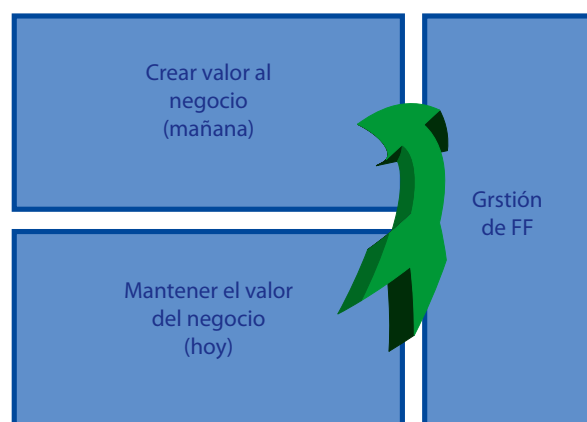 Crear valor al
negocio
(mañana)
Mantener el valor
del negocio
(hoy)
Grstión
de FF